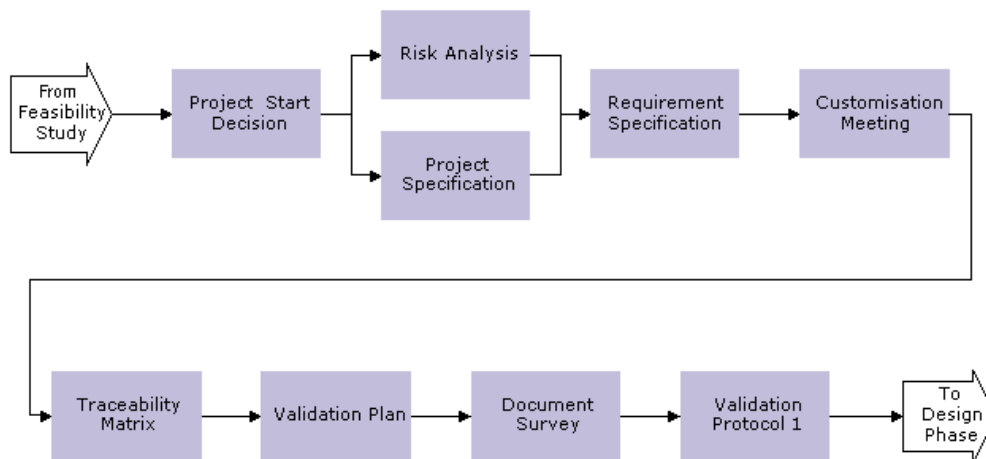 From
Feasibility
Study
Project Start
Decision
Risk Analysis
Project
Specification
Requirement
Specification
Customisation
Meeting
Traceability
Matrix
Validation Plan
Document
Survey
Validation
Protocol 1
To
Design
Phase